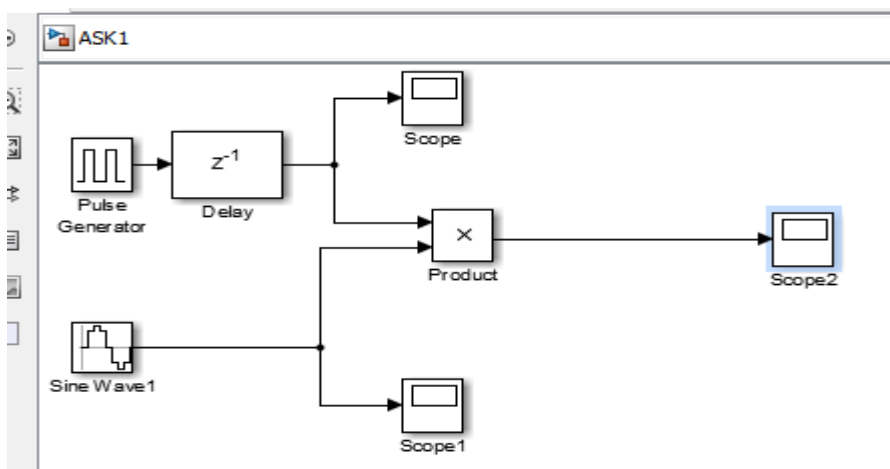 ASK1
Scope
z-1
Pulse
Generator
Delay
×
Product
Scope2
Sine Wave1
Scope1